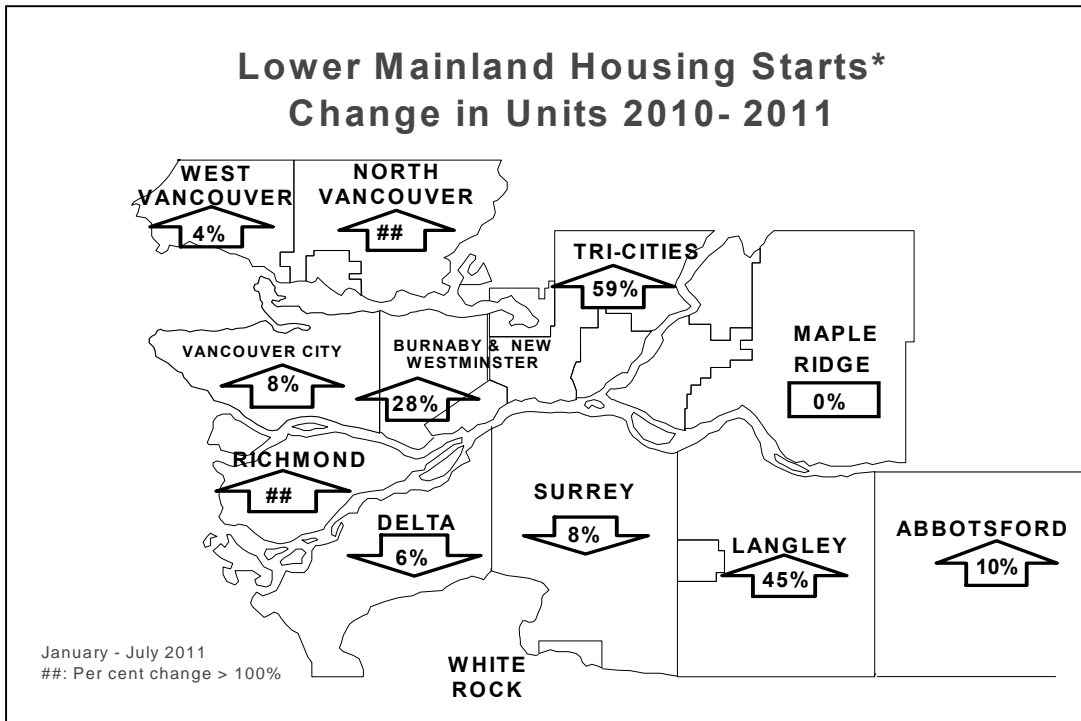 Lower Mainland Housing Starts*
Change in Units 2010- 2011
WEST
VANCOUVER
4%
NORTH
VANCOUVER
##
TRI-CITIES
59%
VANCOUVER CITY
8%
BURNABY & NEW
WESTMINSTER
28%
MAPLE
RIDGE
0%
RICHMOND
##
DELTA
6%
SURREY
8%
LANGLEY
45%
ABBOTSFORD
10%
WHITE
ROCK
January - July 2011
##: Per cent change > 100%